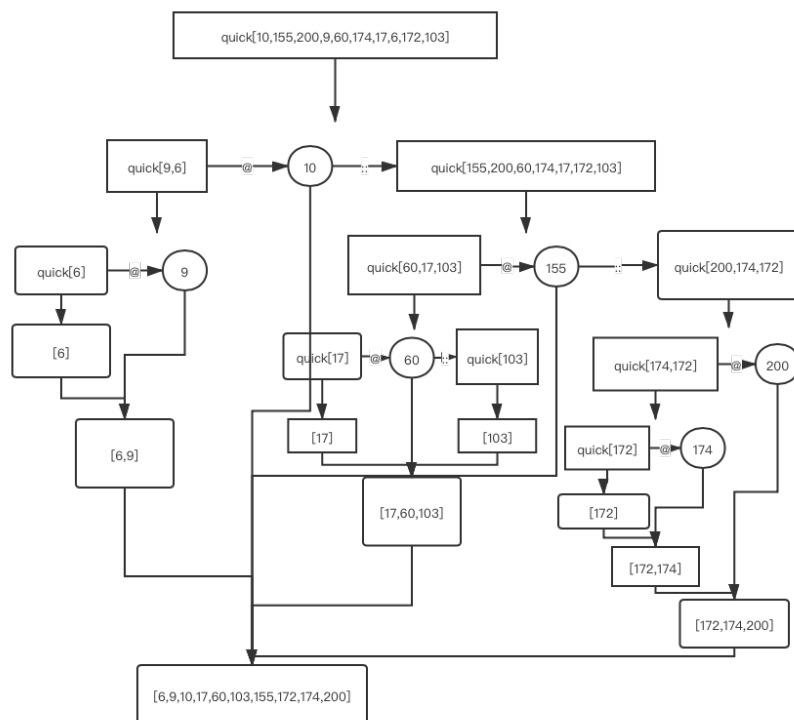 quick[10,155,200,9,60,174,17,6,172,103]
quick[9,6]
@
10
::
quick[155,200,60,174,17,172,103]
quick[6]
@
9
quick[60,17,103]
@
155
::
quick[200,174,172]
[6]
quick[17]
@
60
::
quick[103]
quick[174,172]
@
200
[6,9]
[17]
[103]
quick[172]
@
174
[17,60,103]
[172]
[172,174]
[172,174,200]
[6,9,10,17,60,103,155,172,174,200]